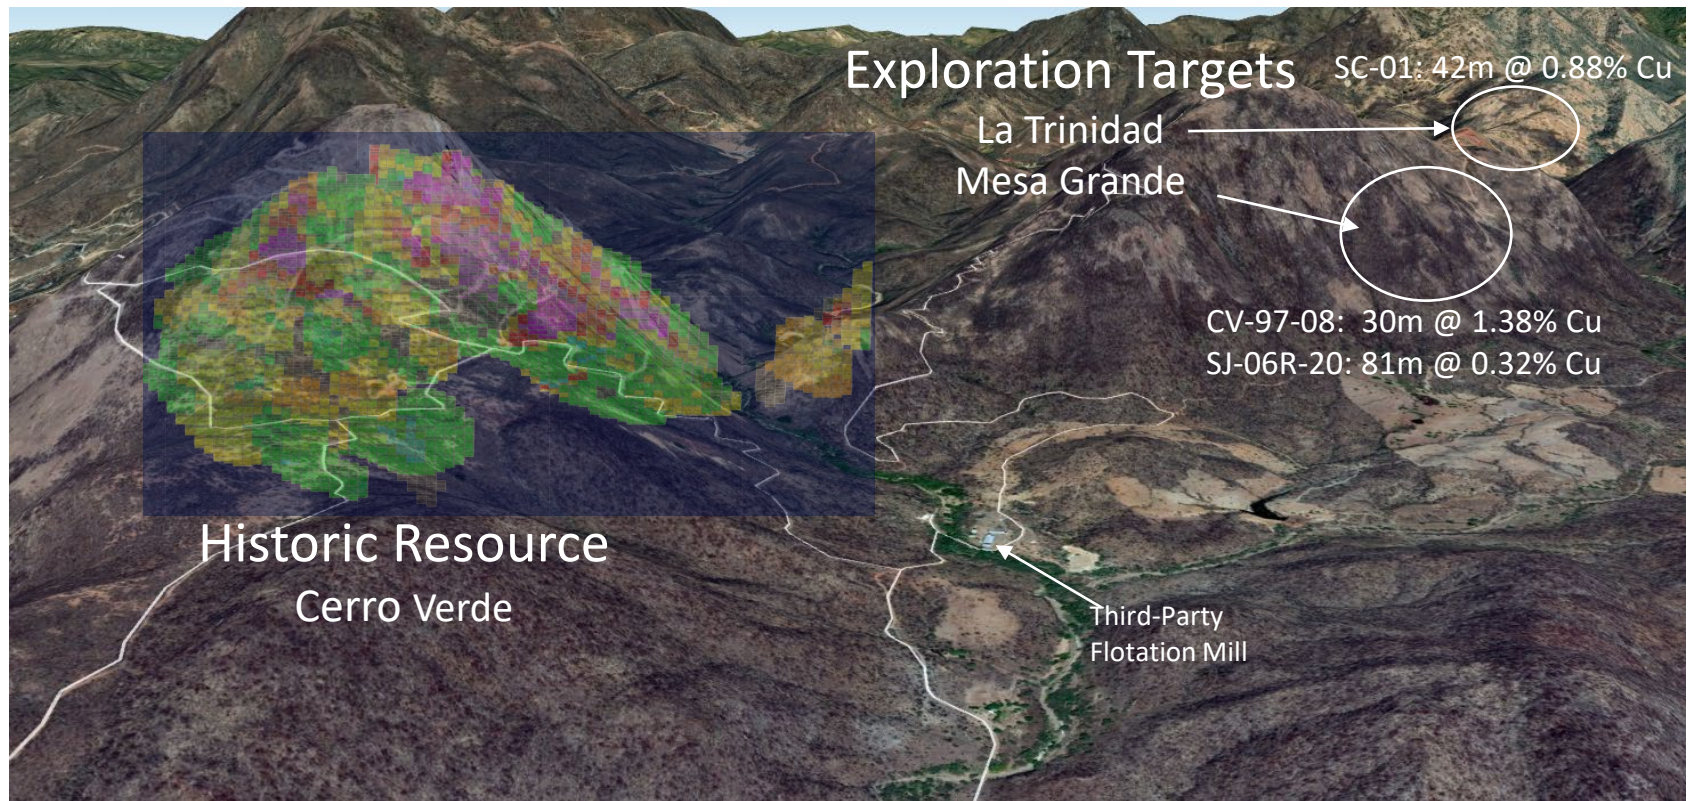 Exploration Targets
SC-01: 42m @ 0.88% Cu
La Trinidad
Mesa Grande
CV-97-08:  30m @ 1.38% Cu
SJ-06R-20: 81m @ 0.32% Cu
Historic Resource
Cerro Verde
Third-Party
Flotation Mill